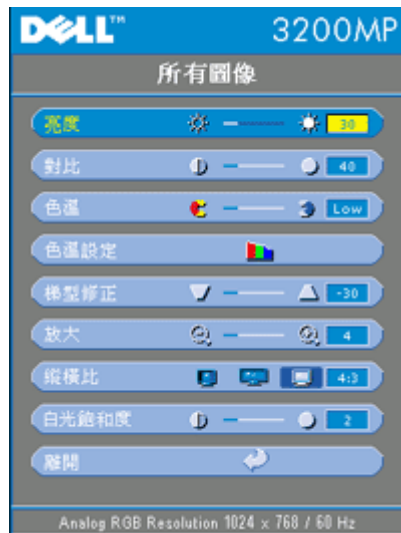 DELL™ 3200MP
所有圖像
亮度 30
對比 40
色溫 Low
色溫設定
梯型修正 -30
放大 4
縱橫比 4:3
白光飽和度 2
離開
Analog RGB Resolution 1024 x 768 / 60 Hz